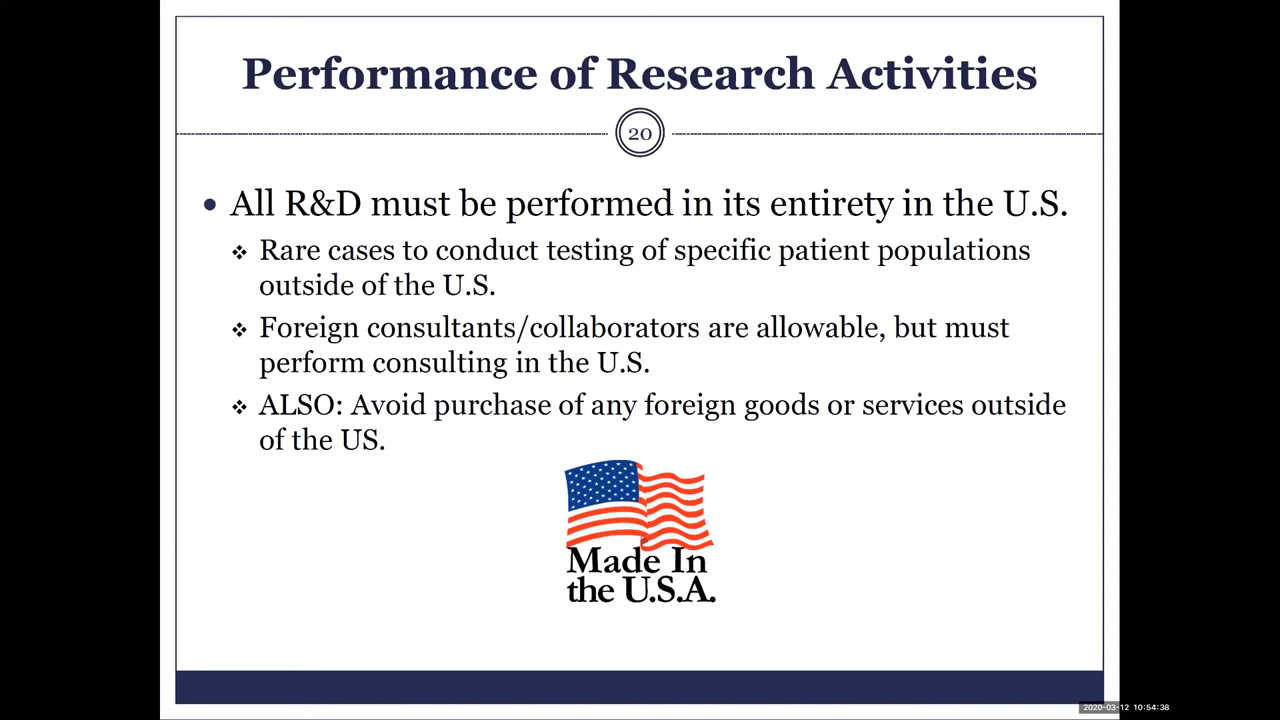 Performance of Research Activities
20
• All R&D must be performed in its entirety in the U.S.
❖ Rare cases to conduct testing of specific patient populations
outside of the U.S.
❖ Foreign consultants/collaborators are allowable, but must
perform consulting in the U.S.
❖ ALSO: Avoid purchase of any foreign goods or services outside
of the US.
Made In
the U.S.A.
2020-03-12 10:54:38